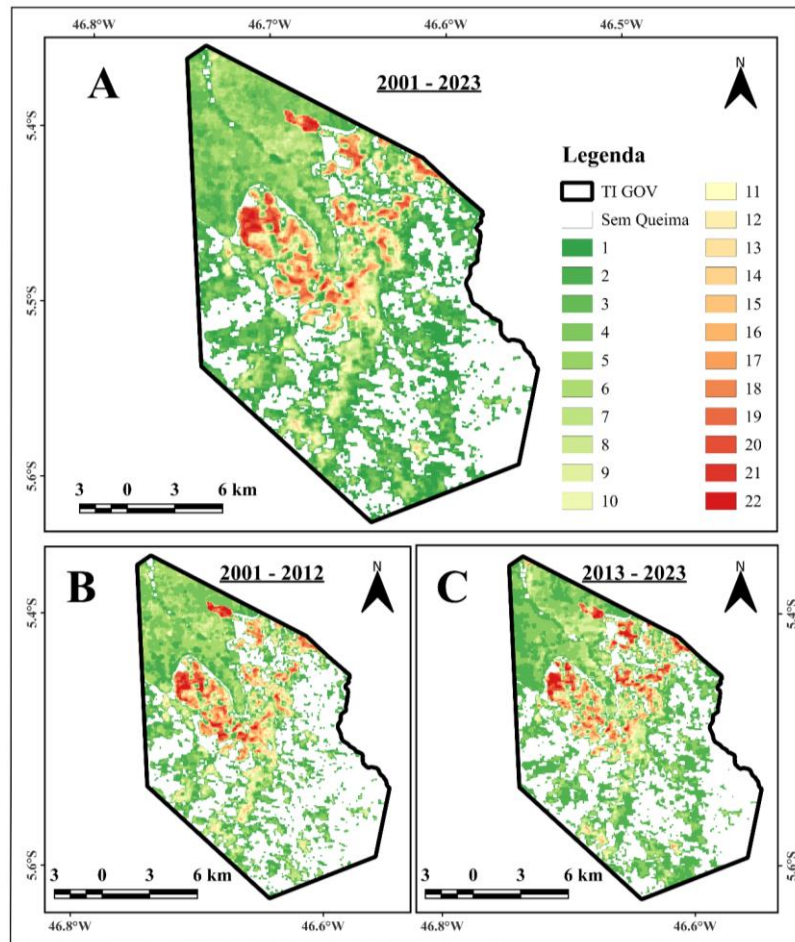 46.8°W 46.7°W 46.6°W 46.5°W
A
2001 - 2023
N
5.4°S
5.5°S
5.6°S
Legenda
TI GOV
Sem Queima
1
2
3
4
5
6
7
8
9
10
11
12
13
14
15
16
17
18
19
20
21
22
3 0 3 6 km
B
2001 - 2012
N
3 0 3 6 km
C
2013 - 2023
N
3 0 3 6 km
5.4°S
5.6°S
5.4°S
5.6°S
46.8°W 46.6°W
46.8°W 46.6°W